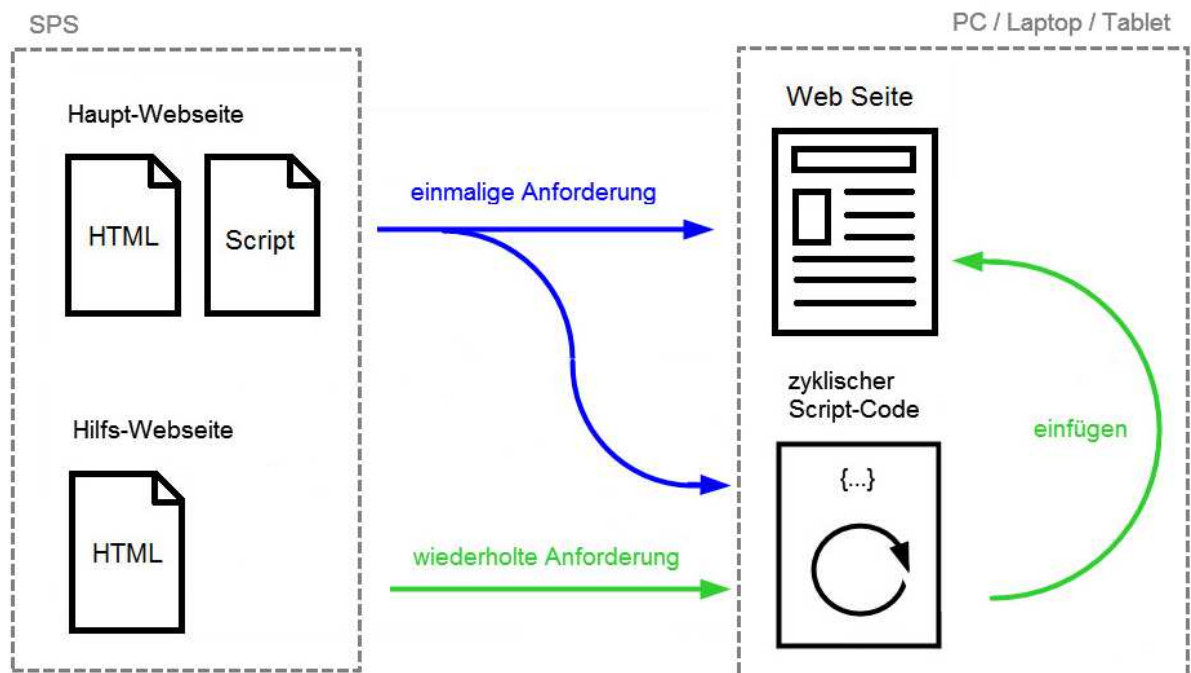 SPS
PC / Laptop / Tablet
Haupt-Webseite
HTML
Script
einmalige Anforderung
Web Seite
zyklischer
Script-Code
{...}
einfügen
Hilfs-Webseite
HTML
wiederholte Anforderung